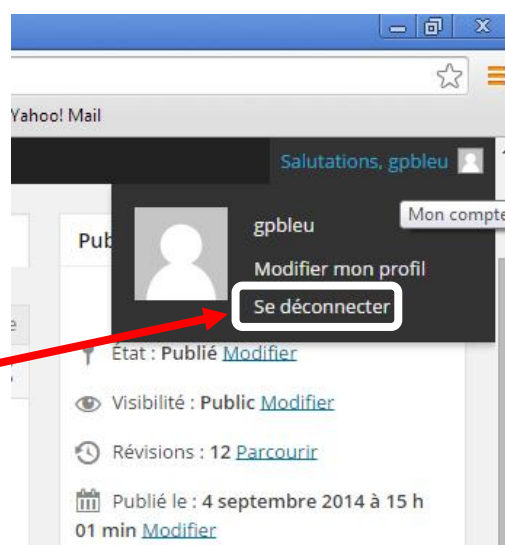 Yahoo! Mail
Salutations, gpbleu
gpbleu
Mon compte
Pub
Modifier mon profil
Se déconnecter
e
État : Publié Modifier
Visibilité : Public Modifier
Révisions : 12 Parcourir
Publié le : 4 septembre 2014 à 15 h
01 min Modifier